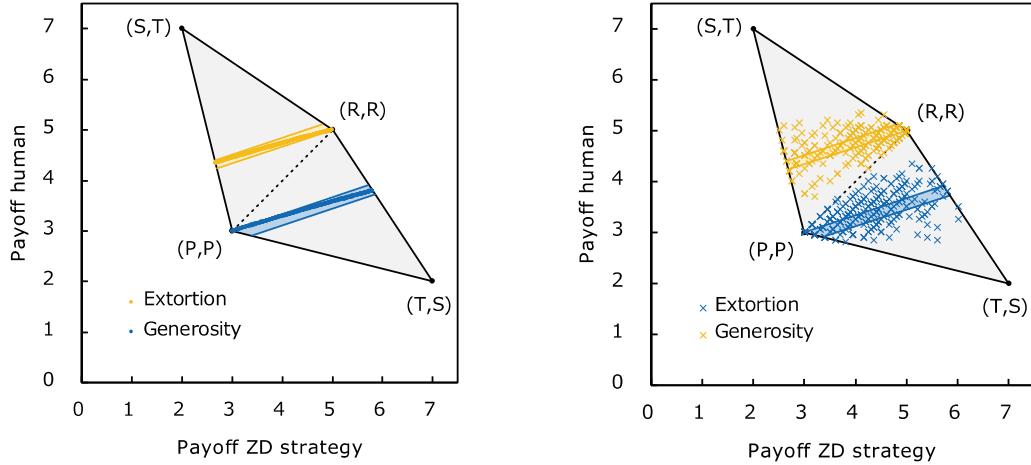 7
6
5
4
3
2
1
0
Payoff human
(S,T)
(R,R)
(P,P)
(T,S)
Extortion
Generosity
0 1 2 3 4 5 6 7
Payoff ZD strategy
7
6
5
4
3
2
1
0
Payoff human
(S,T)
(R,R)
(P,P)
(T,S)
Extortion
Generosity
0 1 2 3 4 5 6 7
Payoff ZD strategy